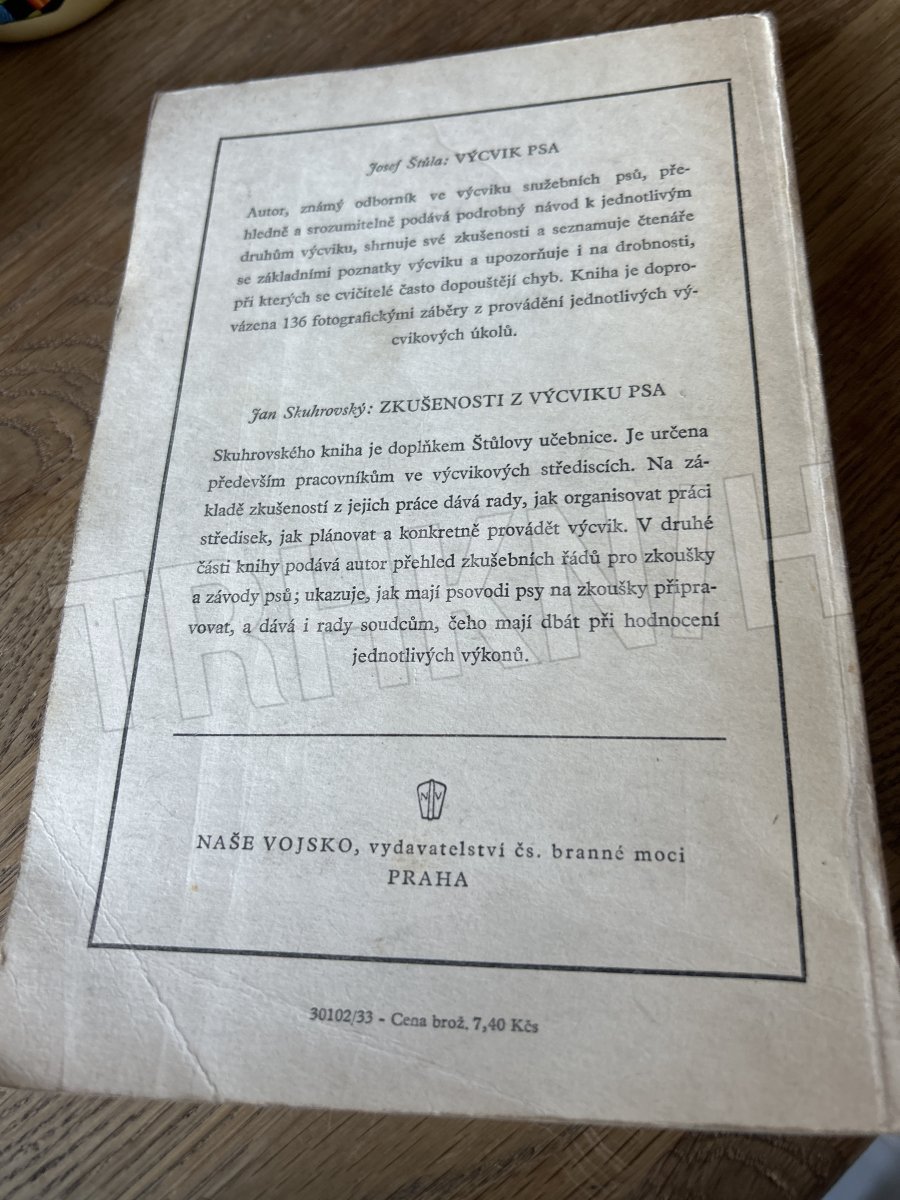 Josef Štůla: VÝCVIK PSA
Autor, známý odborník ve výcviku služebních psů, pře-
hledně a srozumitelně podává podrobný návod k jednotlivým
druhům výcviku, shrnuje své zkušenosti a seznamuje čtenáře
se základními poznatky výcviku a upozorňuje i na drobnosti,
při kterých se cvičitelé často dopouštějí chyb. Kniha je dopro-
vázena 136 fotografickými záběry z provádění jednotlivých vý-
cvikových úkolů.
Jan Skuhrovský: ZKUŠENOSTI Z VÝCVIKU PSA
Skuhrovského kniha je doplňkem Štůlovy učebnice. Je určena
především pracovníkům ve výcvikových střediscích. Na zá-
kladě zkušeností z jejich práce dává rady, jak organisovat práci
středisek, jak plánovat a konkretně provádět výcvik. V druhé
části knihy podává autor přehled zkušebních řádů pro zkoušky
a závody psů; ukazuje, jak mají psovodi psy na zkoušky připra-
vovat, a dává i rady soudcům, čeho mají dbát při hodnocení
jednotlivých výkonů.
TRHKNIH
NV
NAŠE VOJSKO, vydavatelství čs. branné moci
PRAHA
30102/33 - Cena brož. 7,40 Kčs